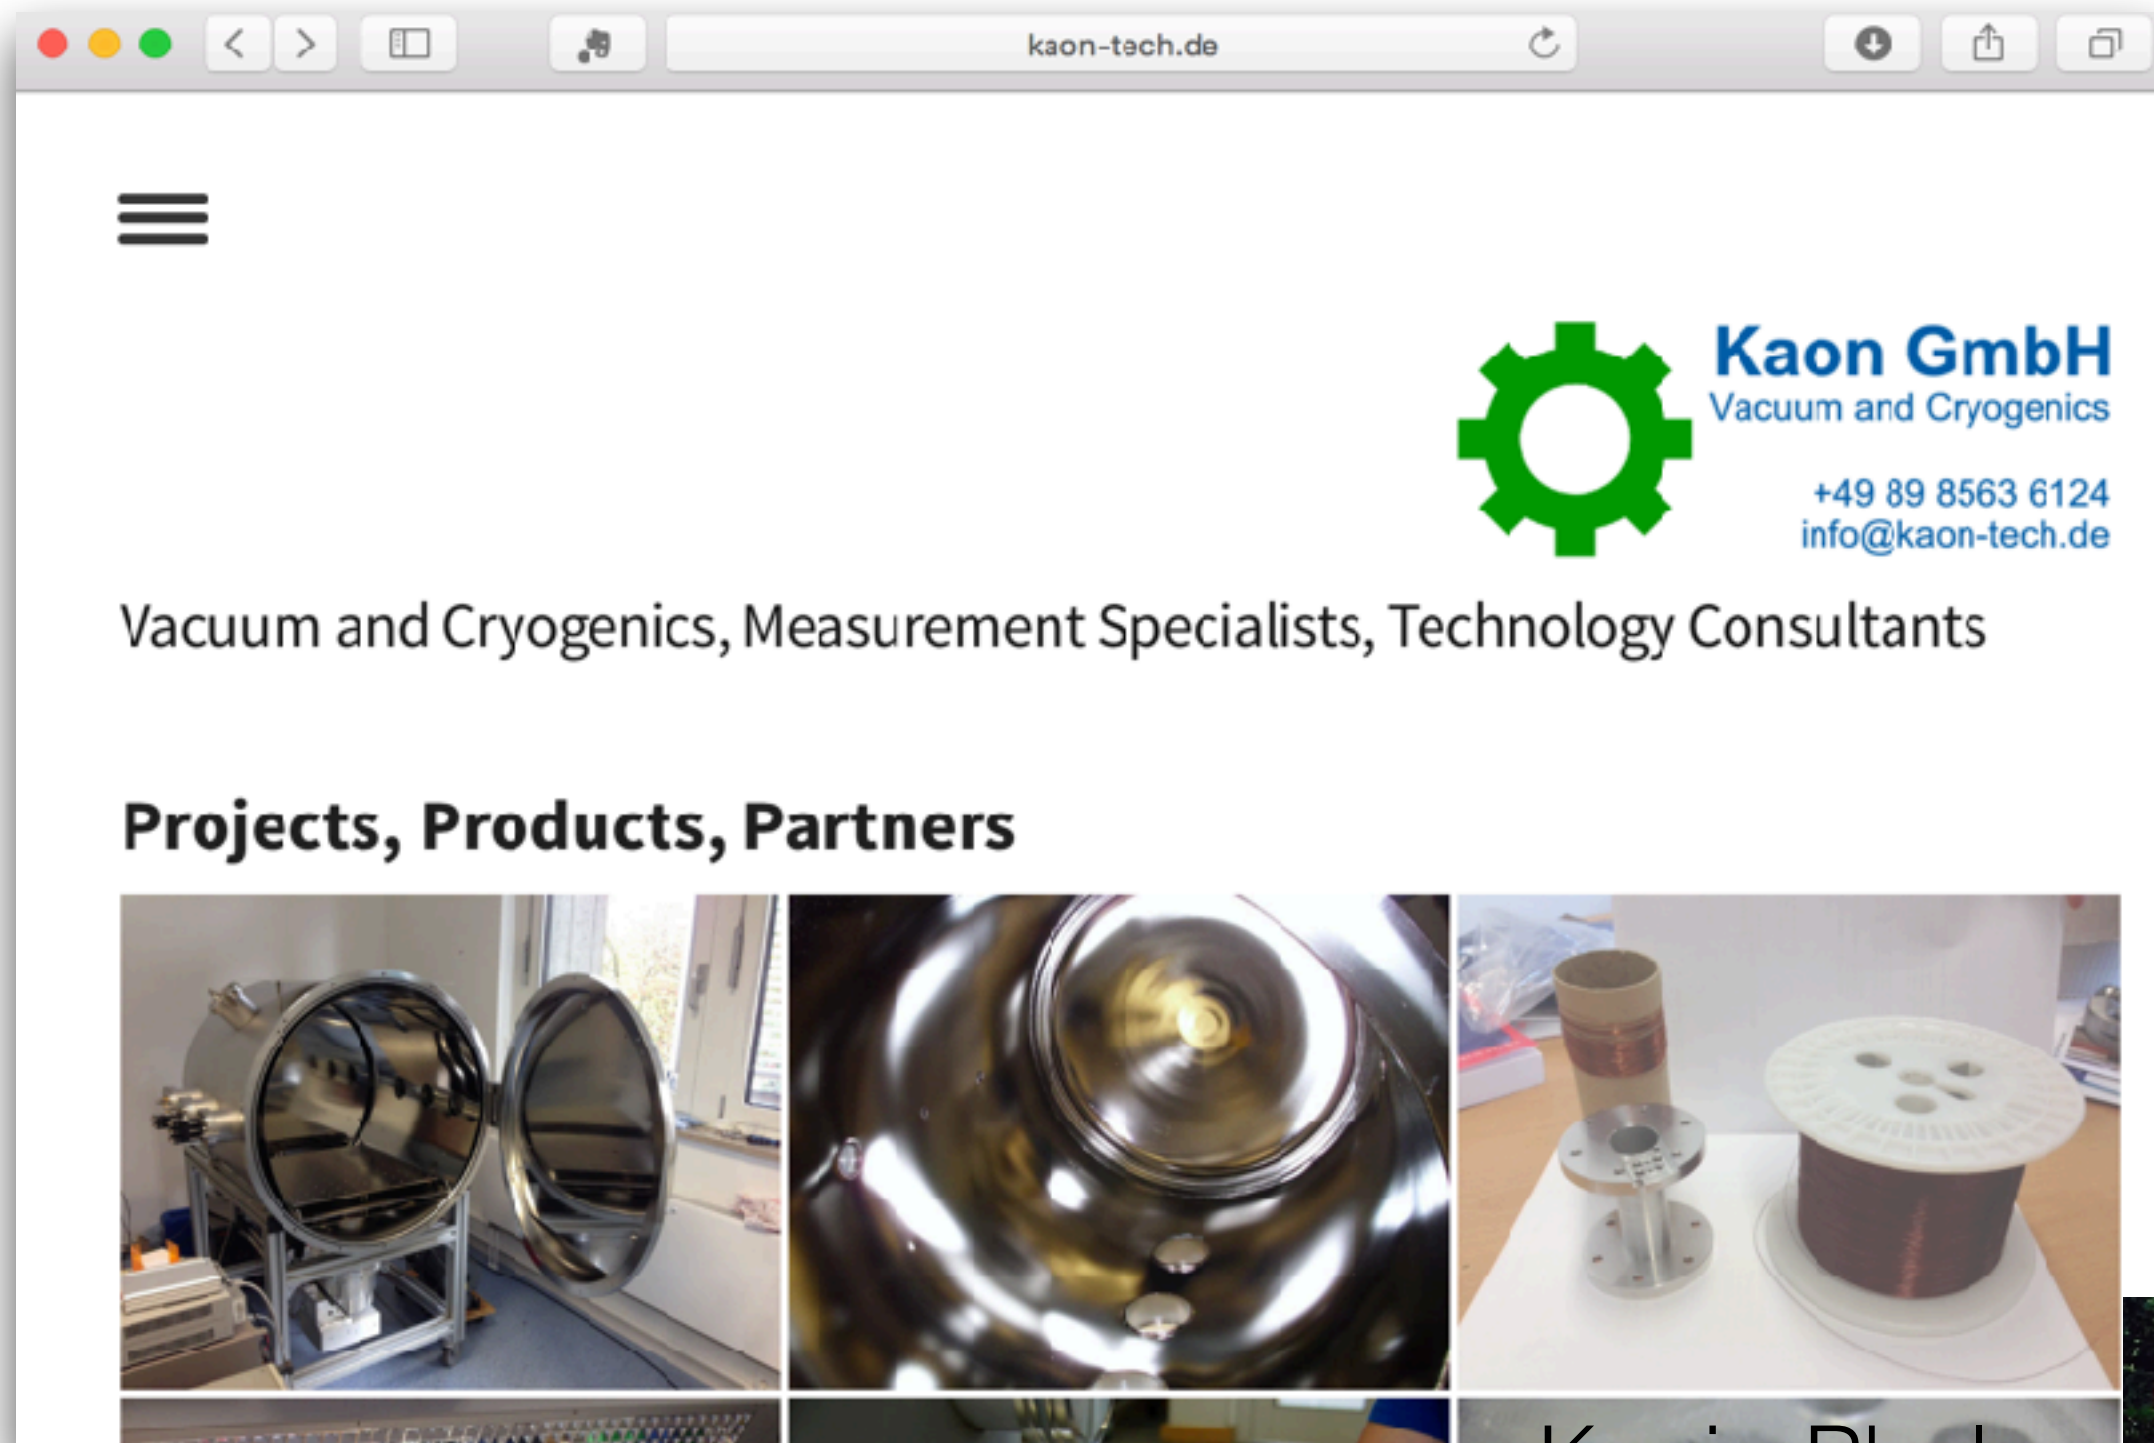 kaon-tech.de
Kaon GmbH
Vacuum and Cryogenics
+49 89 8563 6124
info@kaon-tech.de
Vacuum and Cryogenics, Measurement Specialists, Technology Consultants
Projects, Products, Partners